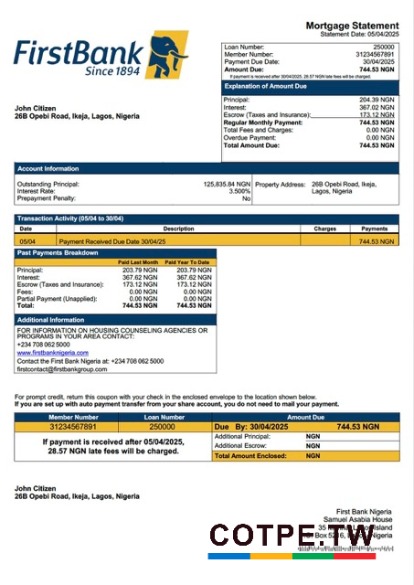 FirstBank
Since 1894
Mortgage Statement
Statement Date: 05/04/2025
Loan Number: 250000
Member Number: 31234567891
Payment Due Date: 30/04/2025
Amount Due: 744.53 NGN
If payment is received after 30/04/2025, 28.57 NGN late fees will be charged.
Explanation of Amount Due
Principal: 204.39 NGN
Interest: 367.02 NGN
Escrow (Taxes and Insurance): 173.12 NGN
Regular Monthly Payment: 744.53 NGN
Total Fees and Charges: 0.00 NGN
Overdue Payment: 0.00 NGN
Total Amount Due: 744.53 NGN
John Citizen
26B Opebi Road, Ikeja, Lagos, Nigeria
Account Information
Outstanding Principal: 125,835.84 NGN
Interest Rate: 3.500%
Prepayment Penalty: No
Property Address: 26B Opebi Road, Ikeja,
Lagos, Nigeria
Transaction Activity (05/04 to 30/04)
Date Description Charges Payments
05/04 Payment Received Due Date 30/04/25 744.53 NGN
Past Payments Breakdown
Paid Last Month Paid Year To Date
Principal: 203.79 NGN 203.79 NGN
Interest: 367.62 NGN 367.62 NGN
Escrow (Taxes and Insurance): 173.12 NGN 173.12 NGN
Fees: 0.00 NGN 0.00 NGN
Partial Payment (Unapplied): 0.00 NGN 0.00 NGN
Total: 744.53 NGN 744.53 NGN
Additional Information
FOR INFORMATION ON HOUSING COUNSELING AGENCIES OR
PROGRAMS IN YOUR AREA CONTACT:
+234 708 062 5000
www.firstbanknigeria.com
Contact the First Bank Nigeria at: +234 708 062 5000
firstcontact@firstbankgroup.com
For prompt credit, return this coupon with your check in the enclosed envelope to the location shown below.
If you are set up with auto payment transfer from your share account, you do not need to mail your payment.
Member Number Loan Number Amount Due
31234567891 250000 Due By: 30/04/2025 744.53 NGN
If payment is received after 05/04/2025,
28.57 NGN late fees will be charged.
Additional Principal: NGN
Additional Escrow: NGN
Total Amount Enclosed: NGN
John Citizen
26B Opebi Road, Ikeja, Lagos, Nigeria
First Bank Nigeria
Samuel Asabia House
35
Island
Box
Lagos, Nigeria
COTPE.TW